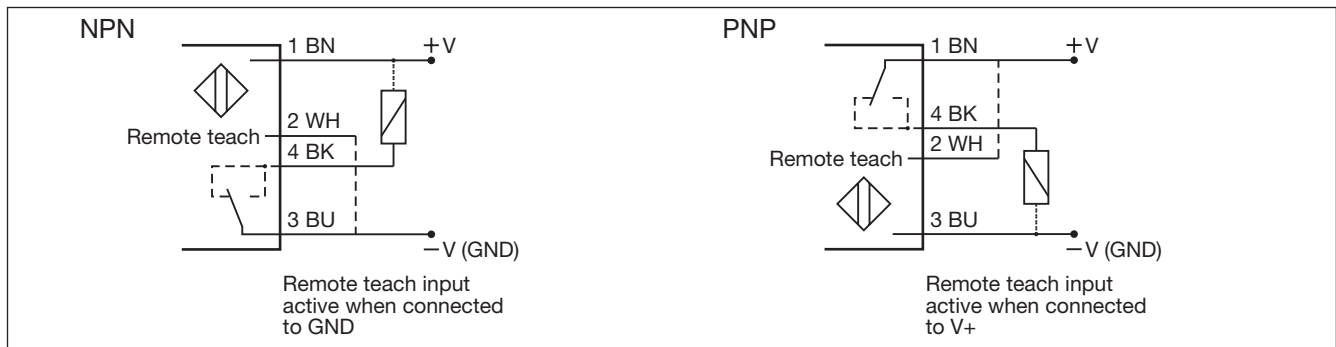 NPN
1 BN
+V
2 WH
Remote teach
4 BK
3 BU
−V (GND)
Remote teach input
active when connected
to GND
PNP
1 BN
+V
4 BK
2 WH
Remote teach
3 BU
−V (GND)
Remote teach input
active when connected
to V+